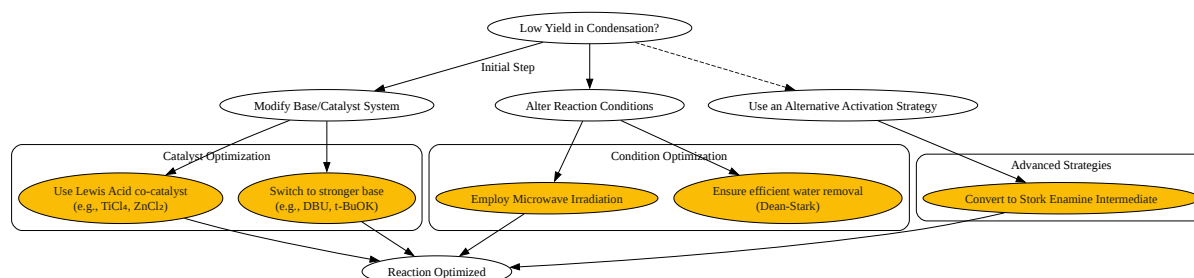 Low Yield in Condensation?
Initial Step
Modify Base/Catalyst System
Alter Reaction Conditions
Use an Alternative Activation Strategy
Catalyst Optimization
Condition Optimization
Advanced Strategies
Use Lewis Acid co-catalyst
(e.g., TiCl₄, ZnCl₂)
Switch to stronger base
(e.g., DBU, t-BuOK)
Employ Microwave Irradiation
Ensure efficient water removal
(Dean-Stark)
Convert to Stork Enamine Intermediate
Reaction Optimized